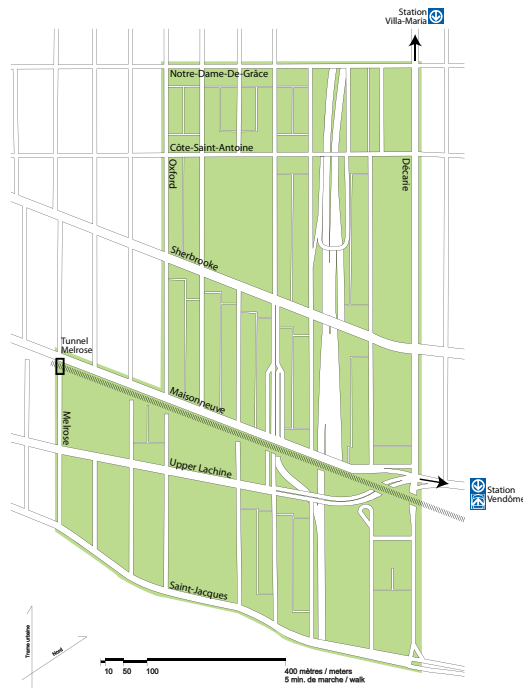 Station
Villa-Maria
Notre-Dame-De-Grâce
Côte-Saint-Antoine
Oxford
Décarie
Sherbrooke
Tunnel
Melrose
Maisonneuve
Melrose
Upper Lachine
Station
Vendôme
Saint-Jacques
Trame urbaine
Nord
10 50 100 400 mètres / meters
5 min. de marche / walk